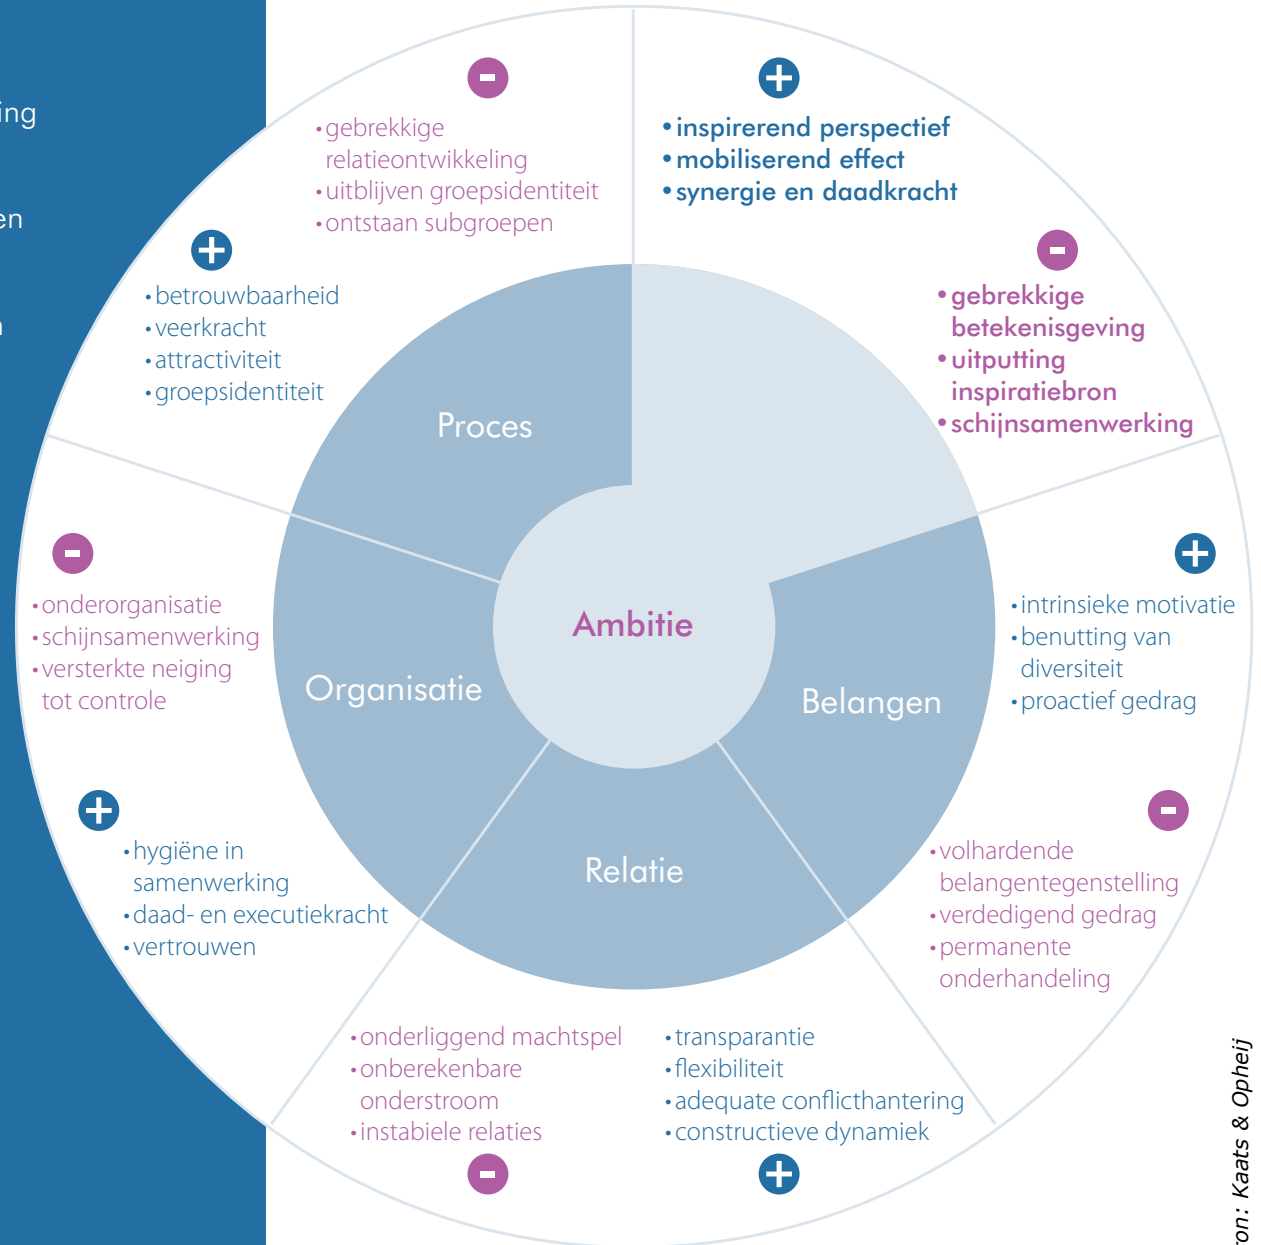 -
• gebrekkige
relatieontwikkeling
• uitblijven groepsidentiteit
• ontstaan subgroepen
+
• inspirerend perspectief
• mobiliserend effect
• synergie en daadkracht
-
• gebrekkige
betekenisgeving
• uitputting
inspiratiebron
• schijnsamenwerking
+
• betrouwbaarheid
• veerkracht
• attractiviteit
• groepsidentiteit
Proces
-
• onderorganisatie
• schijnsamenwerking
• versterkte neiging
tot controle
Organisatie
Ambitie
Belangen
+
• intrinsieke motivatie
• benutting van
diversiteit
• proactief gedrag
+
• hygiëne in
samenwerking
• daad- en executiekracht
• vertrouwen
Relatie
-
• volhardende
belangentegenstelling
• verdedigend gedrag
• permanente
onderhandeling
• onderliggend machtspel
• onberekenbare
onderstroom
• instabiele relaties
-
• transparantie
• flexibiliteit
• adequate conflicthantering
• constructieve dynamiek
+
ron: Kaats & Opheij
ing
en